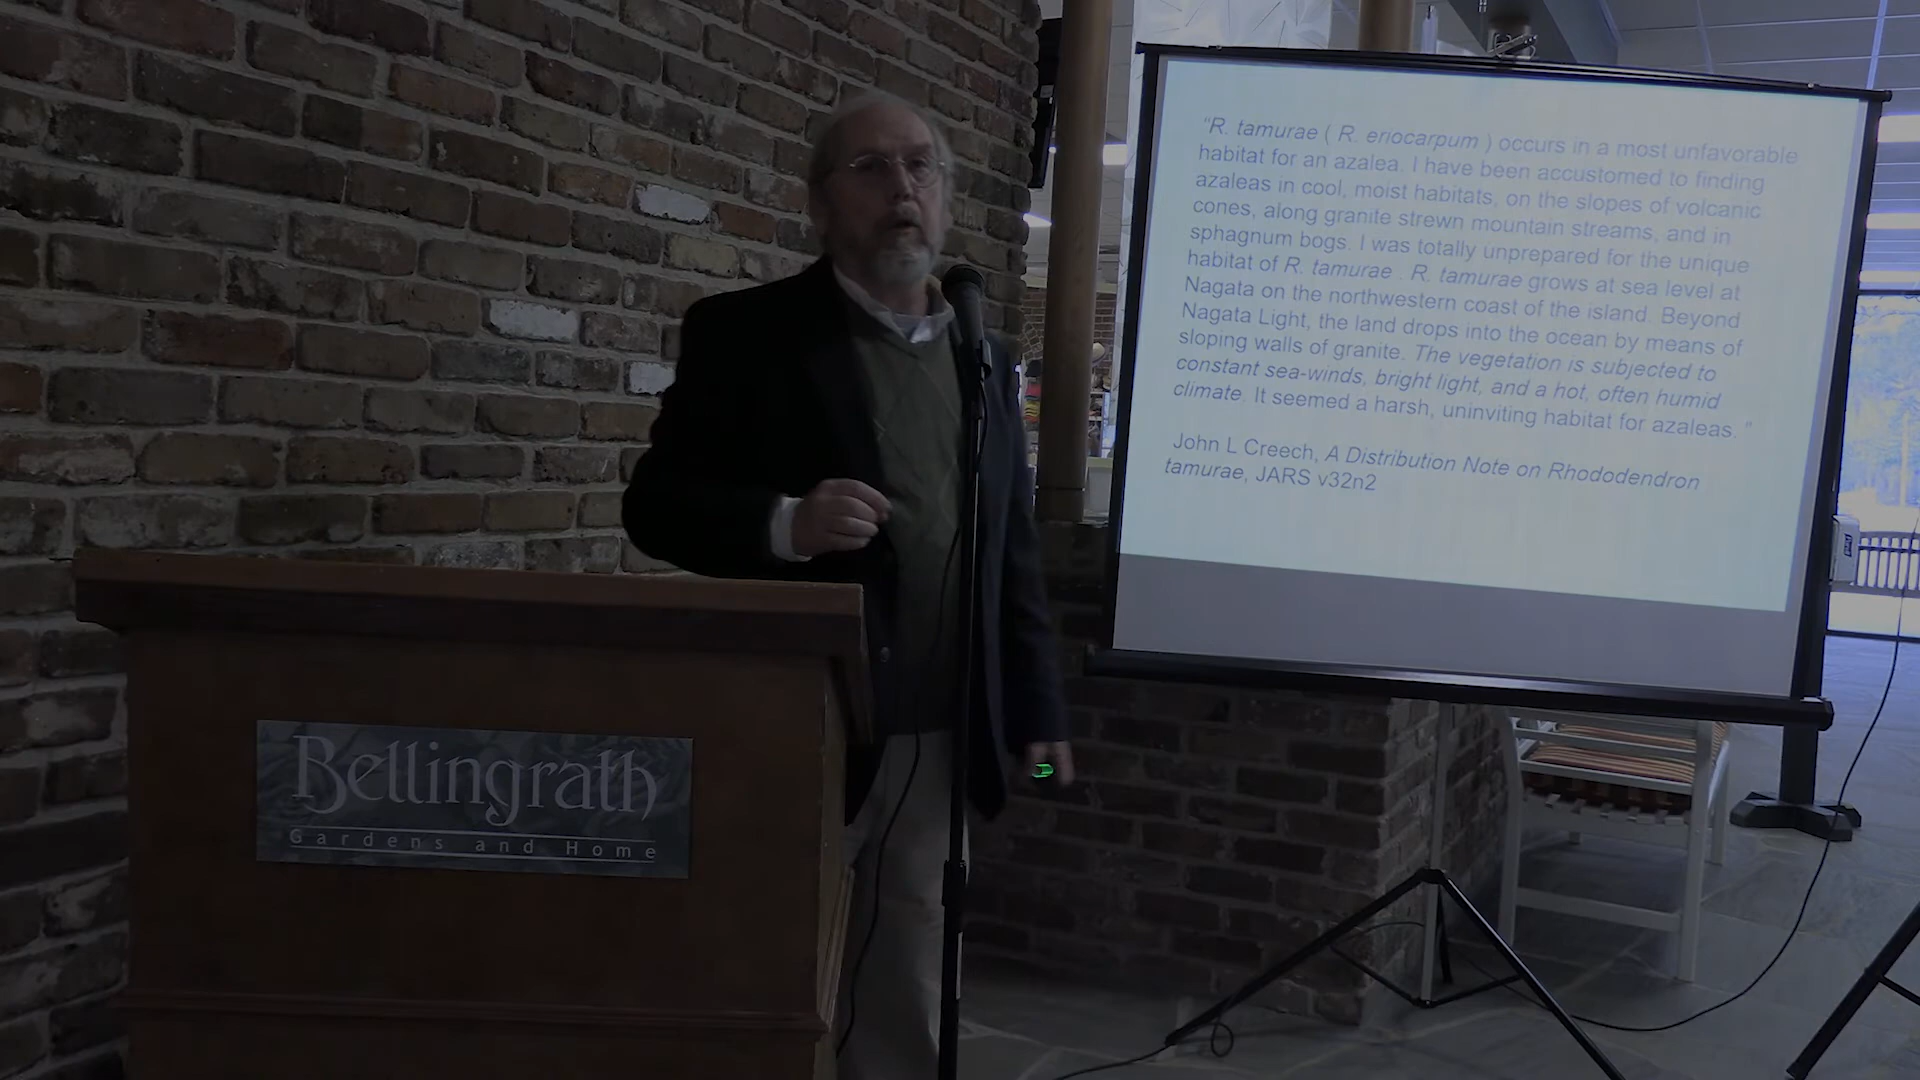 "R. tamurae ( R. eriocarpum ) occurs in a most unfavorable
habitat for an azalea. I have been accustomed to finding
azaleas in cool, moist habitats, on the slopes of volcanic
cones, along granite strewn mountain streams, and in
sphagnum bogs. I was totally unprepared for the unique
habitat of R. tamurae . R. tamurae grows at sea level at
Nagata on the northwestern coast of the island. Beyond
Nagata Light, the land drops into the ocean by means of
sloping walls of granite. The vegetation is subjected to
constant sea-winds, bright light, and a hot, often humid
climate. It seemed a harsh, uninviting habitat for azaleas. "
John L Creech, A Distribution Note on Rhododendron
tamurae, JARS v32n2
Bellingrath
Gardens and Home